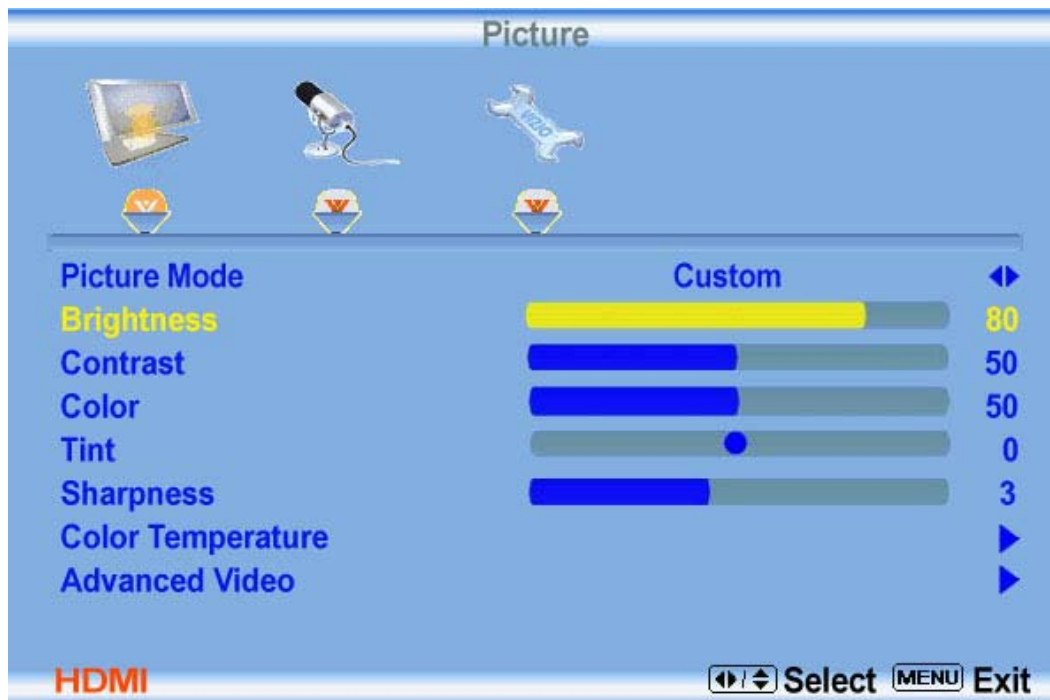 Picture
VIZIO
Picture Mode Custom
Brightness 80
Contrast 50
Color 50
Tint 0
Sharpness 3
Color Temperature
Advanced Video
HDMI Select MENU Exit